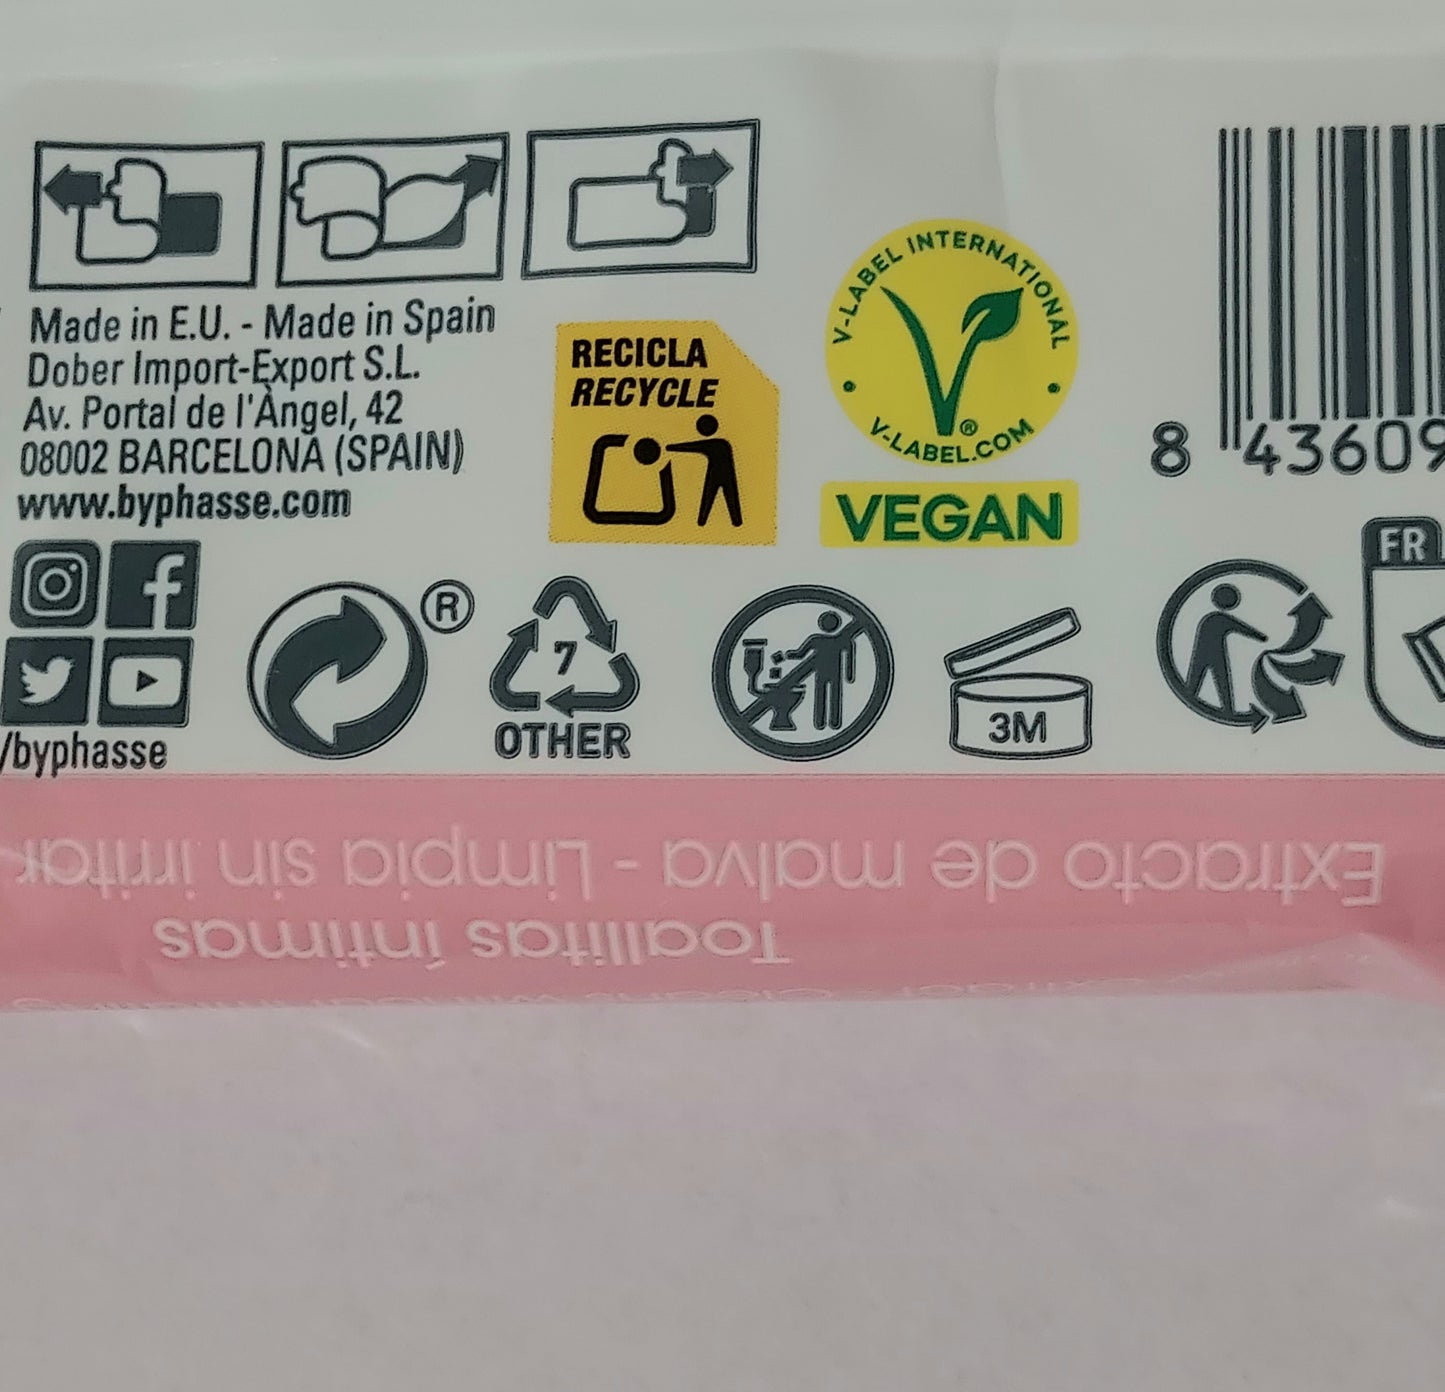 Made in E.U. - Made in Spain
Dober Import-Export S.L.
Av. Portal de l'Àngel, 42
08002 BARCELONA (SPAIN)
www.byphasse.com
/byphasse
RECICLA
RECYCLE
V-LABEL INTERNATIONAL
®
V-LABEL.COM
VEGAN
8 43609
®
7
OTHER
3M
FR
Extracto de malva - Limpia sin irritar
Toallitas íntimas